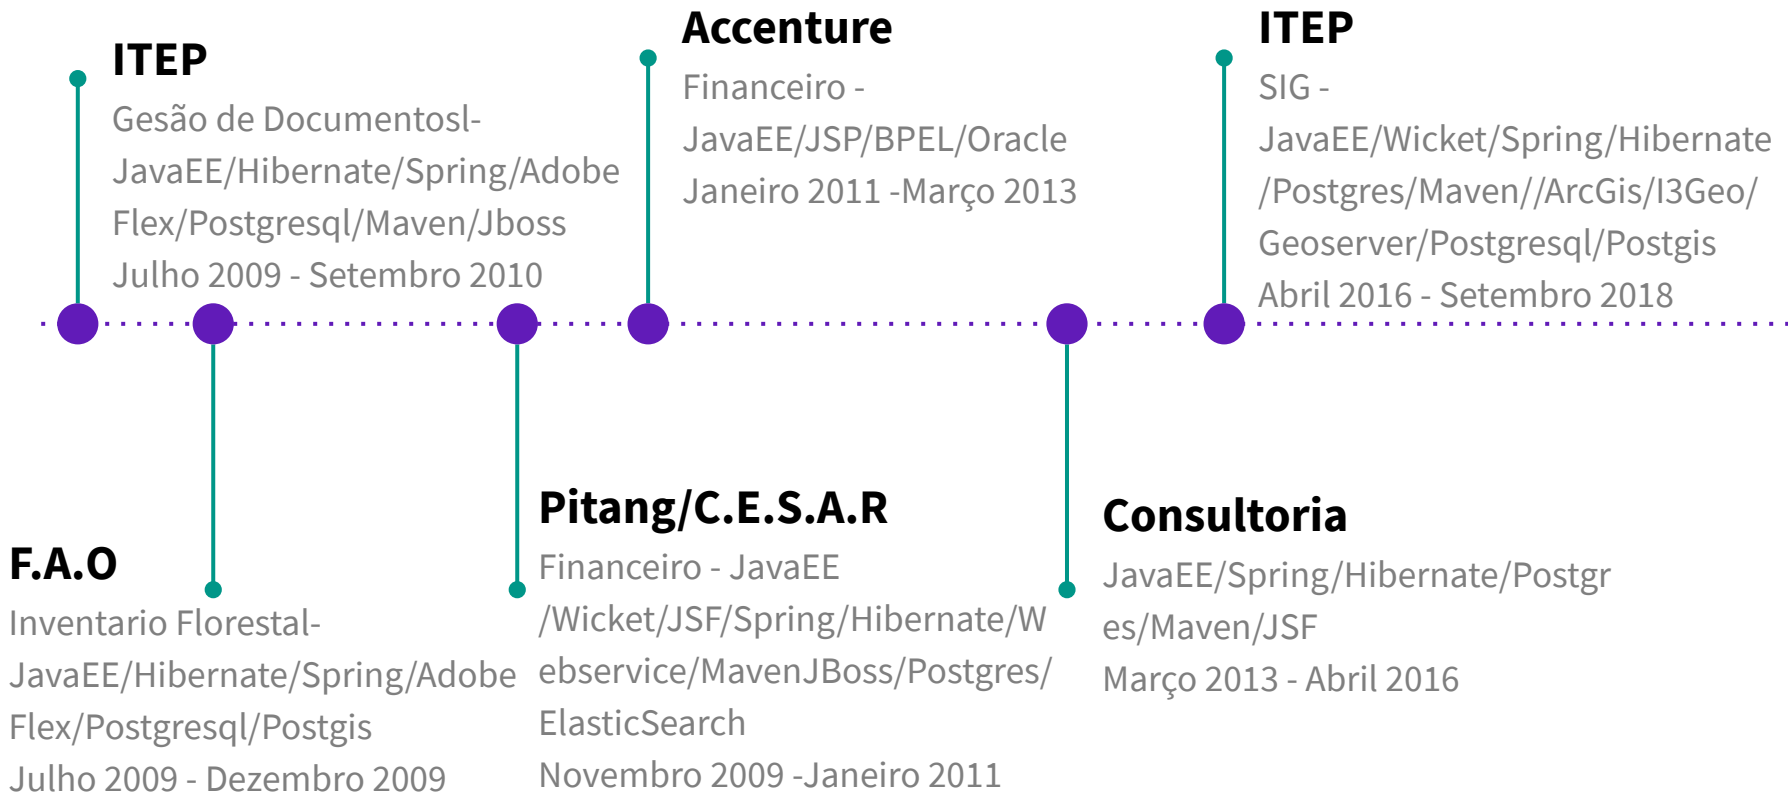 ITEP
Gesão de Documentosl-
JavaEE/Hibernate/Spring/Adobe
Flex/Postgresql/Maven/Jboss
Julho 2009 - Setembro 2010
Accenture
Financeiro -
JavaEE/JSP/BPEL/Oracle
Janeiro 2011 -Março 2013
ITEP
SIG -
JavaEE/Wicket/Spring/Hibernate
/Postgres/Maven//ArcGis/I3Geo/
Geoserver/Postgresql/Postgis
Abril 2016 - Setembro 2018
F.A.O
Inventario Florestal-
JavaEE/Hibernate/Spring/Adobe
Flex/Postgresql/Postgis
Julho 2009 - Dezembro 2009
Pitang/C.E.S.A.R
Financeiro - JavaEE
/Wicket/JSF/Spring/Hibernate/W
ebservice/MavenJBoss/Postgres/
ElasticSearch
Novembro 2009 -Janeiro 2011
Consultoria
JavaEE/Spring/Hibernate/Postgr
es/Maven/JSF
Março 2013 - Abril 2016